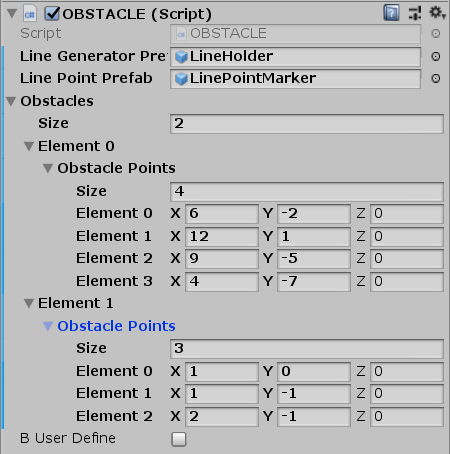 OBSTACLE (Script)
Script OBSTACLE
Line Generator Pre LineHolder
Line Point Prefab LinePointMarker
Obstacles
Size 2
Element 0
Obstacle Points
Size 4
Element 0 X 6 Y -2 Z 0
Element 1 X 12 Y 1 Z 0
Element 2 X 9 Y -5 Z 0
Element 3 X 4 Y -7 Z 0
Element 1
Obstacle Points
Size 3
Element 0 X 1 Y 0 Z 0
Element 1 X 1 Y -1 Z 0
Element 2 X 2 Y -1 Z 0
B User Define